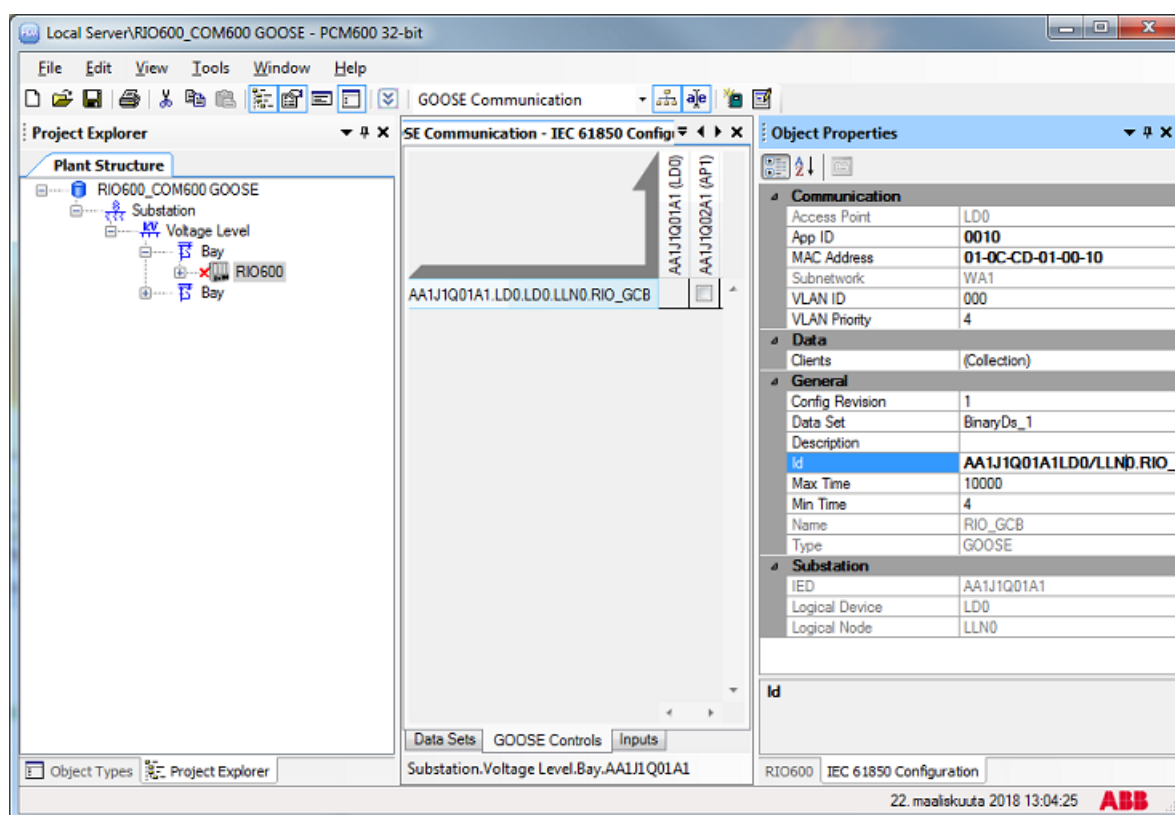 Local Server\RIO600_COM600 GOOSE - PCM600 32-bit
File Edit View Tools Window Help
GOOSE Communication
Project Explorer
Plant Structure
RIO600_COM600 GOOSE
Substation
Voltage Level
Bay
RIO600
Bay
Object Types
Project Explorer
SE Communication - IEC 61850 Config
AA1J1Q01A1 (LD0)
AA1J1Q02A1 (AP1)
AA1J1Q01A1.LD0.LD0.LLN0.RIO_GCB
Data Sets GOOSE Controls Inputs
Substation.Voltage Level.Bay.AA1J1Q01A1
Object Properties
Communication
Access Point LD0
App ID 0010
MAC Address 01-0C-CD-01-00-10
Subnetwork WA1
VLAN ID 000
VLAN Priority 4
Data
Clients (Collection)
General
Config Revision 1
Data Set BinaryDs_1
Description
Id AA1J1Q01A1LD0/LLN0.RIO_
Max Time 10000
Min Time 4
Name RIO_GCB
Type GOOSE
Substation
IED AA1J1Q01A1
Logical Device LD0
Logical Node LLN0
Id
RIO600 IEC 61850 Configuration
22. maaliskuuta 2018 13:04:25 ABB